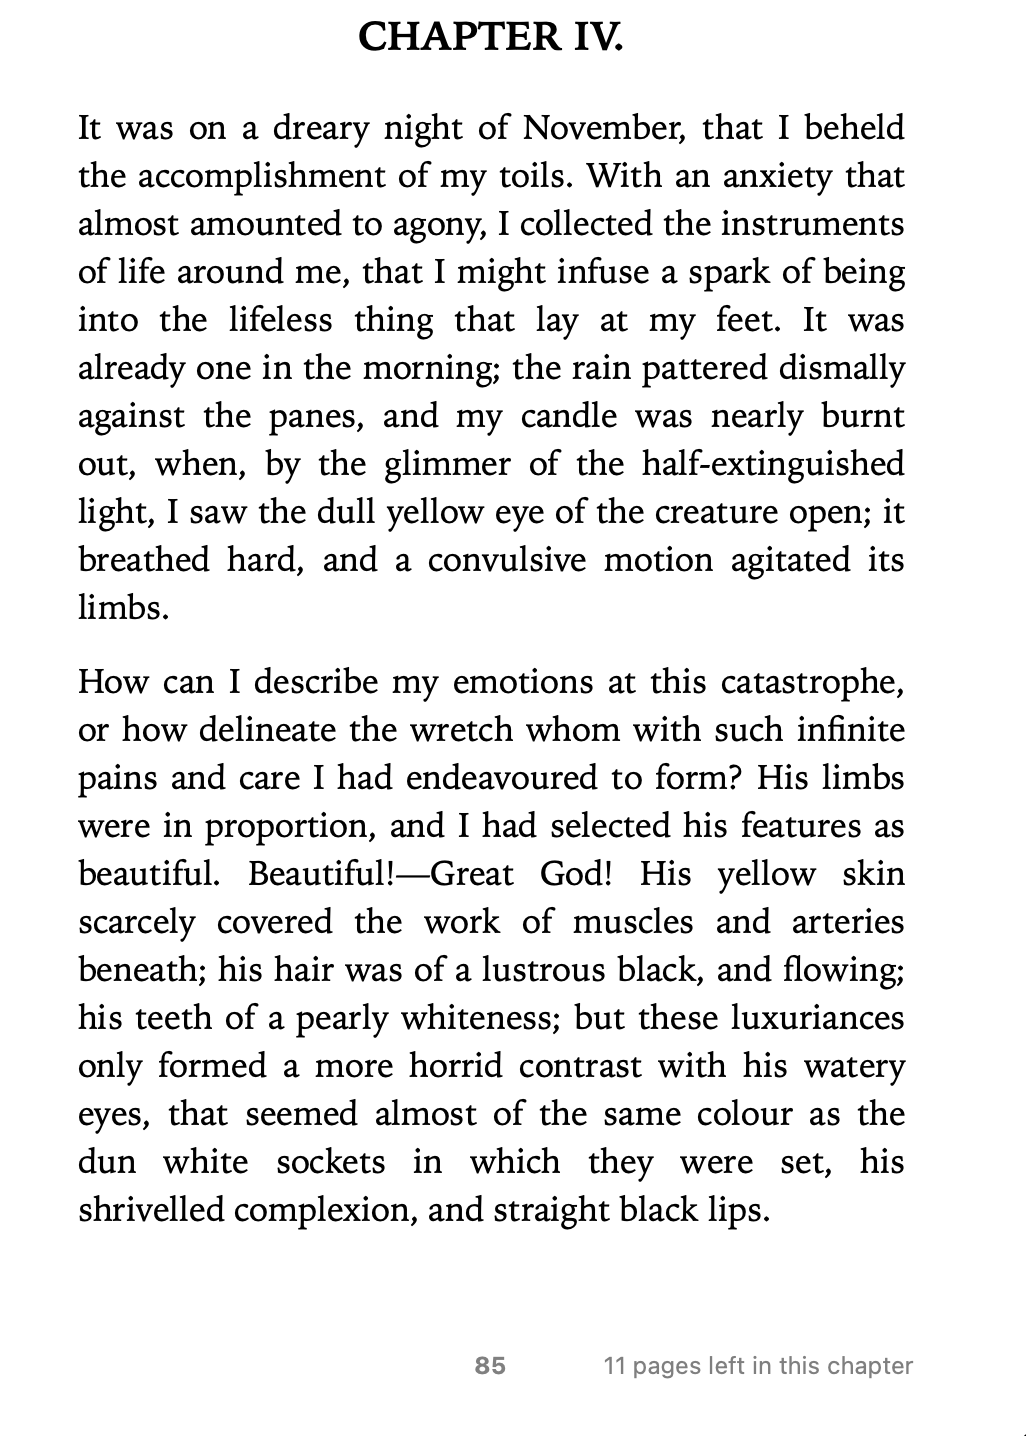 CHAPTER IV.
It was on a dreary night of November, that I beheld
the accomplishment of my toils. With an anxiety that
almost amounted to agony, I collected the instruments
of life around me, that I might infuse a spark of being
into the lifeless thing that lay at my feet. It was
already one in the morning; the rain pattered dismally
against the panes, and my candle was nearly burnt
out, when, by the glimmer of the half-extinguished
light, I saw the dull yellow eye of the creature open; it
breathed hard, and a convulsive motion agitated its
limbs.
How can I describe my emotions at this catastrophe,
or how delineate the wretch whom with such infinite
pains and care I had endeavoured to form? His limbs
were in proportion, and I had selected his features as
beautiful. Beautiful!—Great God! His yellow skin
scarcely covered the work of muscles and arteries
beneath; his hair was of a lustrous black, and flowing;
his teeth of a pearly whiteness; but these luxuriances
only formed a more horrid contrast with his watery
eyes, that seemed almost of the same colour as the
dun white sockets in which they were set, his
shrivelled complexion, and straight black lips.
85 11 pages left in this chapter